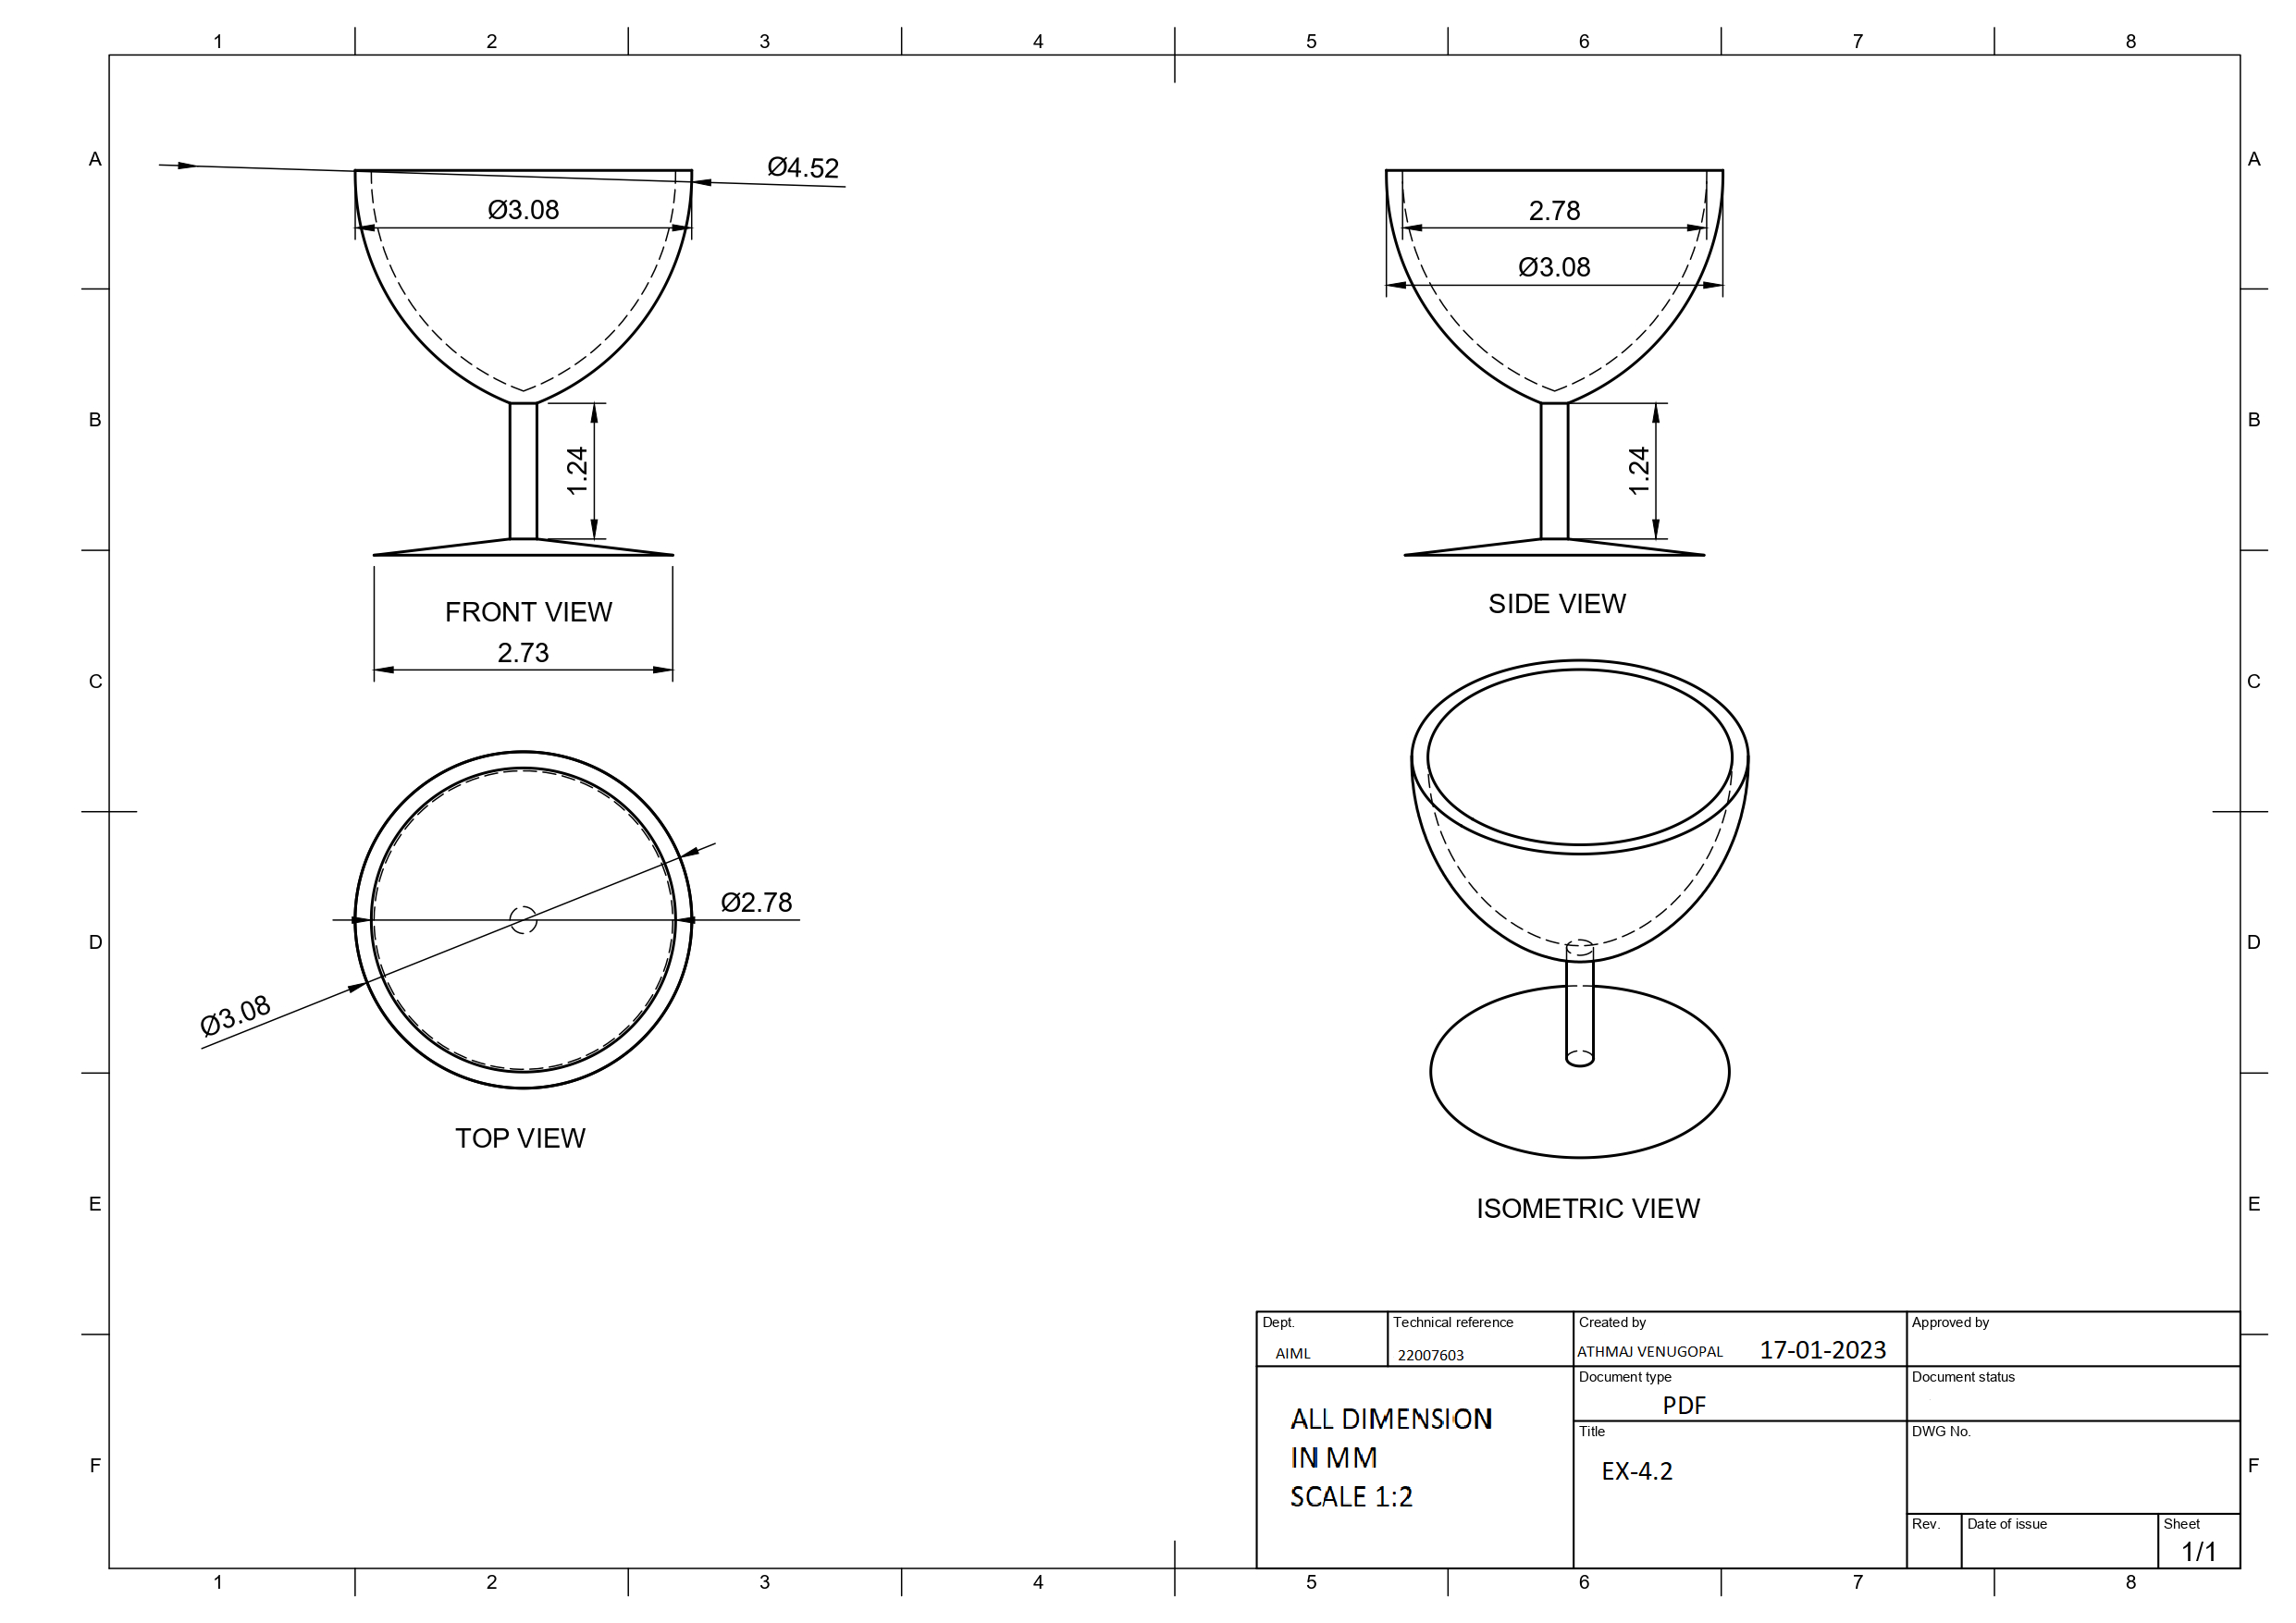 1 2 3 4 5 6 7 8
A A
Ø4.52
Ø3.08
2.78
Ø3.08
B B
1.24
1.24
FRONT VIEW
SIDE VIEW
2.73
C C
Ø2.78
D D
Ø3.08
TOP VIEW
E E
ISOMETRIC VIEW
Dept. Technical reference Created by Approved by
AIML 22007603 ATHMAJ VENUGOPAL 17-01-2023
Document type Document status
PDF
ALL DIMENSION
IN MM
SCALE 1:2
Title DWG No.
EX-4.2
F F
Rev. Date of issue Sheet
1/1
1 2 3 4 5 6 7 8